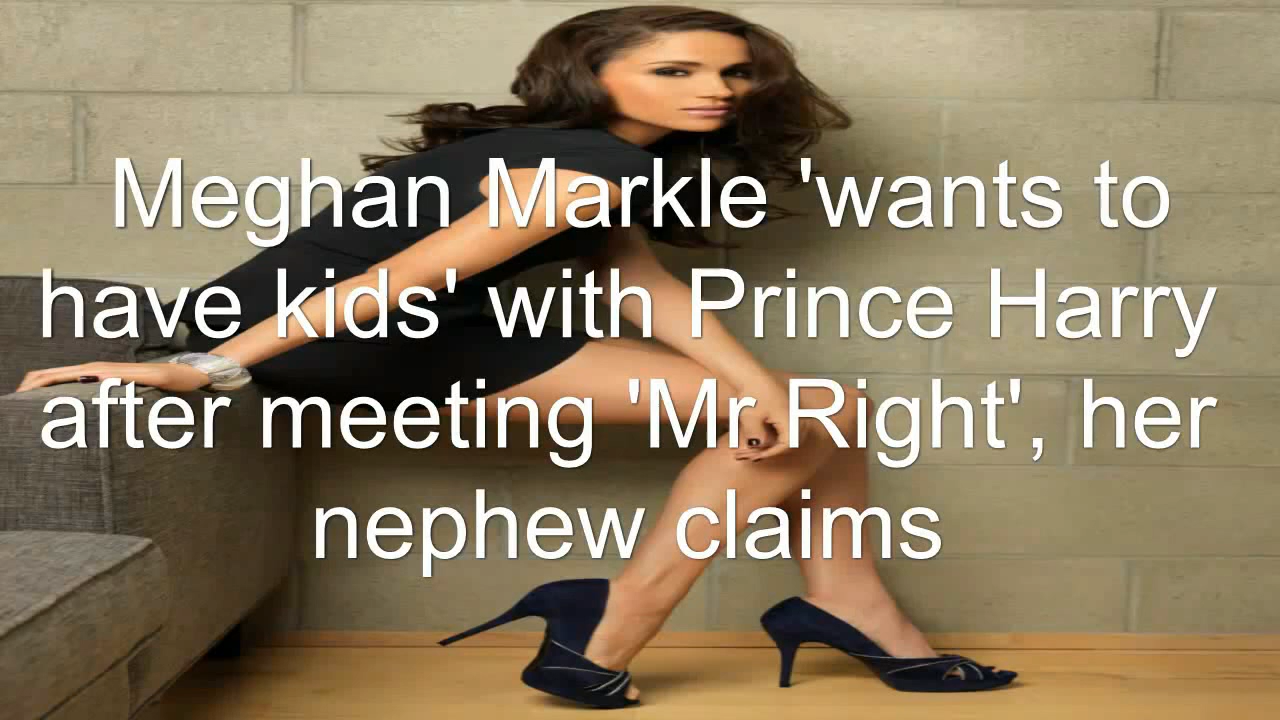 Meghan Markle 'wants to
have kids' with Prince Harry
after meeting 'Mr Right', her
nephew claims